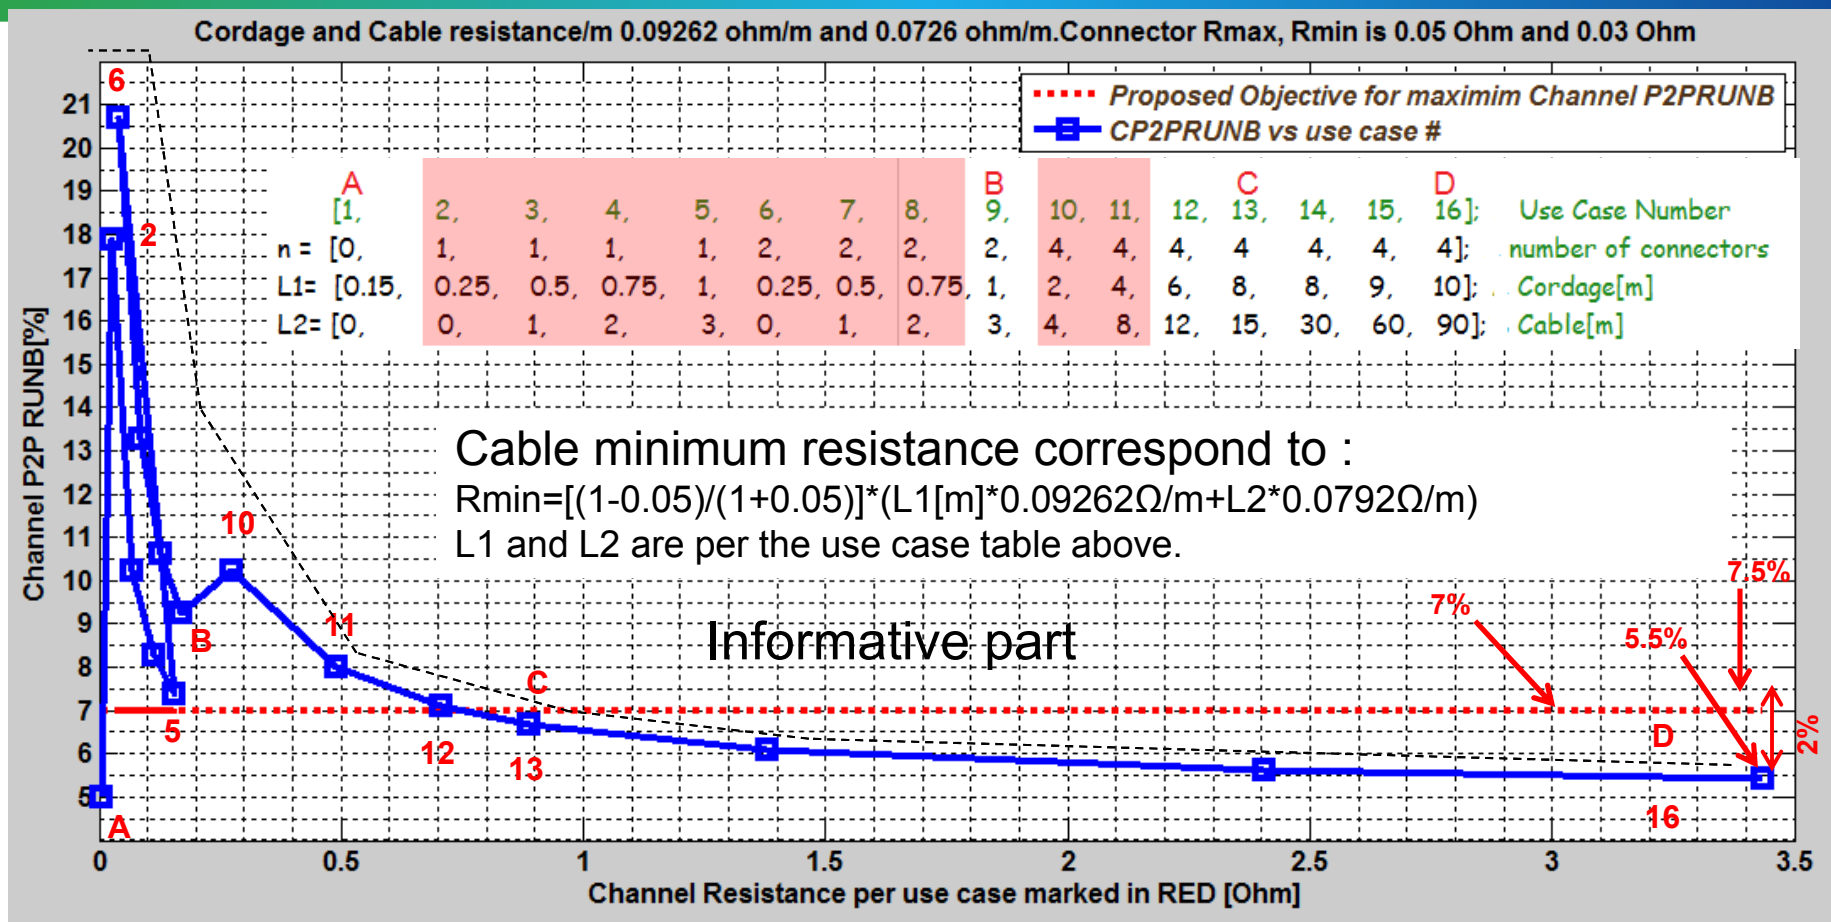 Cordage and Cable resistance/m 0.09262 ohm/m and 0.0726 ohm/m.Connector Rmax, Rmin is 0.05 Ohm and 0.03 Ohm
Proposed Objective for maximim Channel P2PRUNB
CP2PRUNB vs use case #
A B C D
[1, 2, 3, 4, 5, 6, 7, 8, 9, 10, 11, 12, 13, 14, 15, 16]; Use Case Number
n = [0, 1, 1, 1, 1, 2, 2, 2, 2, 4, 4, 4, 4 4, 4, 4]; number of connectors
L1= [0.15, 0.25, 0.5, 0.75, 1, 0.25, 0.5, 0.75, 1, 2, 4, 6, 8, 8, 9, 10]; Cordage[m]
L2= [0, 0, 1, 2, 3, 0, 1, 2, 3, 4, 8, 12, 15, 30, 60, 90]; Cable[m]
Cable minimum resistance correspond to :
Rmin=[(1-0.05)/(1+0.05)]*(L1[m]*0.09262Ω/m+L2*0.0792Ω/m)
L1 and L2 are per the use case table above.
Informative part
6
2
10
11
B
5
A
12
C
13
7%
7.5%
5.5%
2%
D
16
Channel P2P RUNB[%]
21
20
19
18
17
16
15
14
13
12
11
10
9
8
7
6
5
0 0.5 1 1.5 2 2.5 3 3.5
Channel Resistance per use case marked in RED [Ohm]